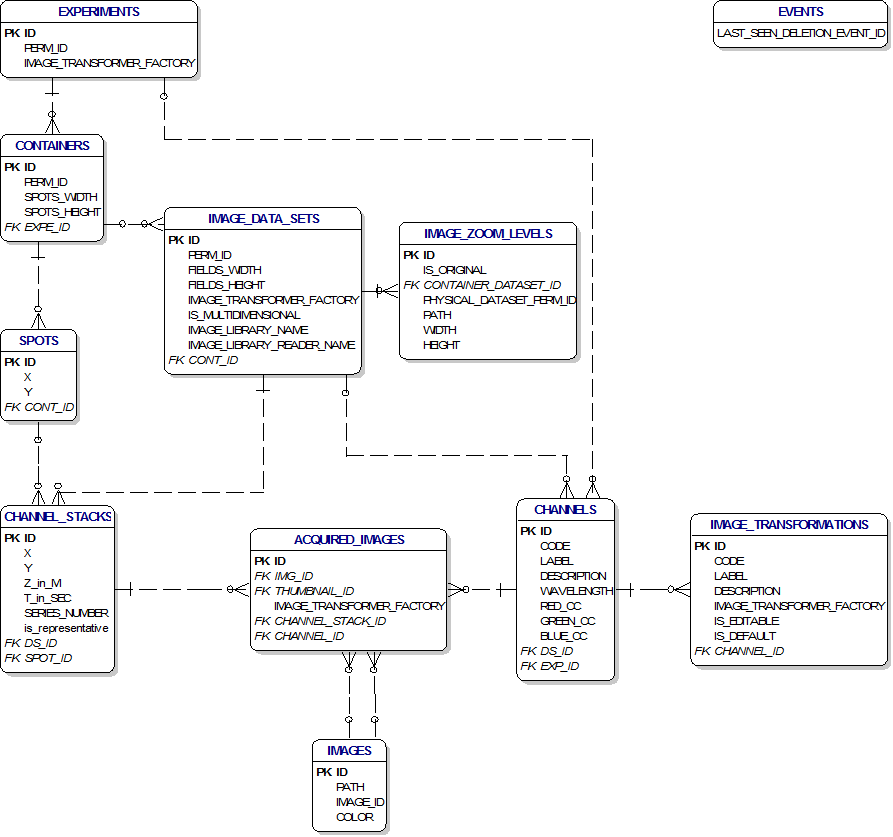 EXPERIMENTS
PK ID
PERM_ID
IMAGE_TRANSFORMER_FACTORY
EVENTS
LAST_SEEN_DELETION_EVENT_ID
CONTAINERS
PK ID
PERM_ID
SPOTS_WIDTH
SPOTS_HEIGHT
FK EXPE_ID
IMAGE_DATA_SETS
PK ID
PERM_ID
FIELDS_WIDTH
FIELDS_HEIGHT
IMAGE_TRANSFORMER_FACTORY
IS_MULTIDIMENSIONAL
IMAGE_LIBRARY_NAME
IMAGE_LIBRARY_READER_NAME
FK CONT_ID
IMAGE_ZOOM_LEVELS
PK ID
IS_ORIGINAL
FK CONTAINER_DATASET_ID
PHYSICAL_DATASET_PERM_ID
PATH
WIDTH
HEIGHT
SPOTS
PK ID
X
Y
FK CONT_ID
CHANNEL_STACKS
PK ID
X
Y
Z_in_M
T_in_SEC
SERIES_NUMBER
is_representative
FK DS_ID
FK SPOT_ID
ACQUIRED_IMAGES
PK ID
FK IMG_ID
FK THUMBNAIL_ID
IMAGE_TRANSFORMER_FACTORY
FK CHANNEL_STACK_ID
FK CHANNEL_ID
CHANNELS
PK ID
CODE
LABEL
DESCRIPTION
WAVELENGTH
RED_CC
GREEN_CC
BLUE_CC
FK DS_ID
FK EXP_ID
IMAGE_TRANSFORMATIONS
PK ID
CODE
LABEL
DESCRIPTION
IMAGE_TRANSFORMER_FACTORY
IS_EDITABLE
IS_DEFAULT
FK CHANNEL_ID
IMAGES
PK ID
PATH
IMAGE_ID
COLOR